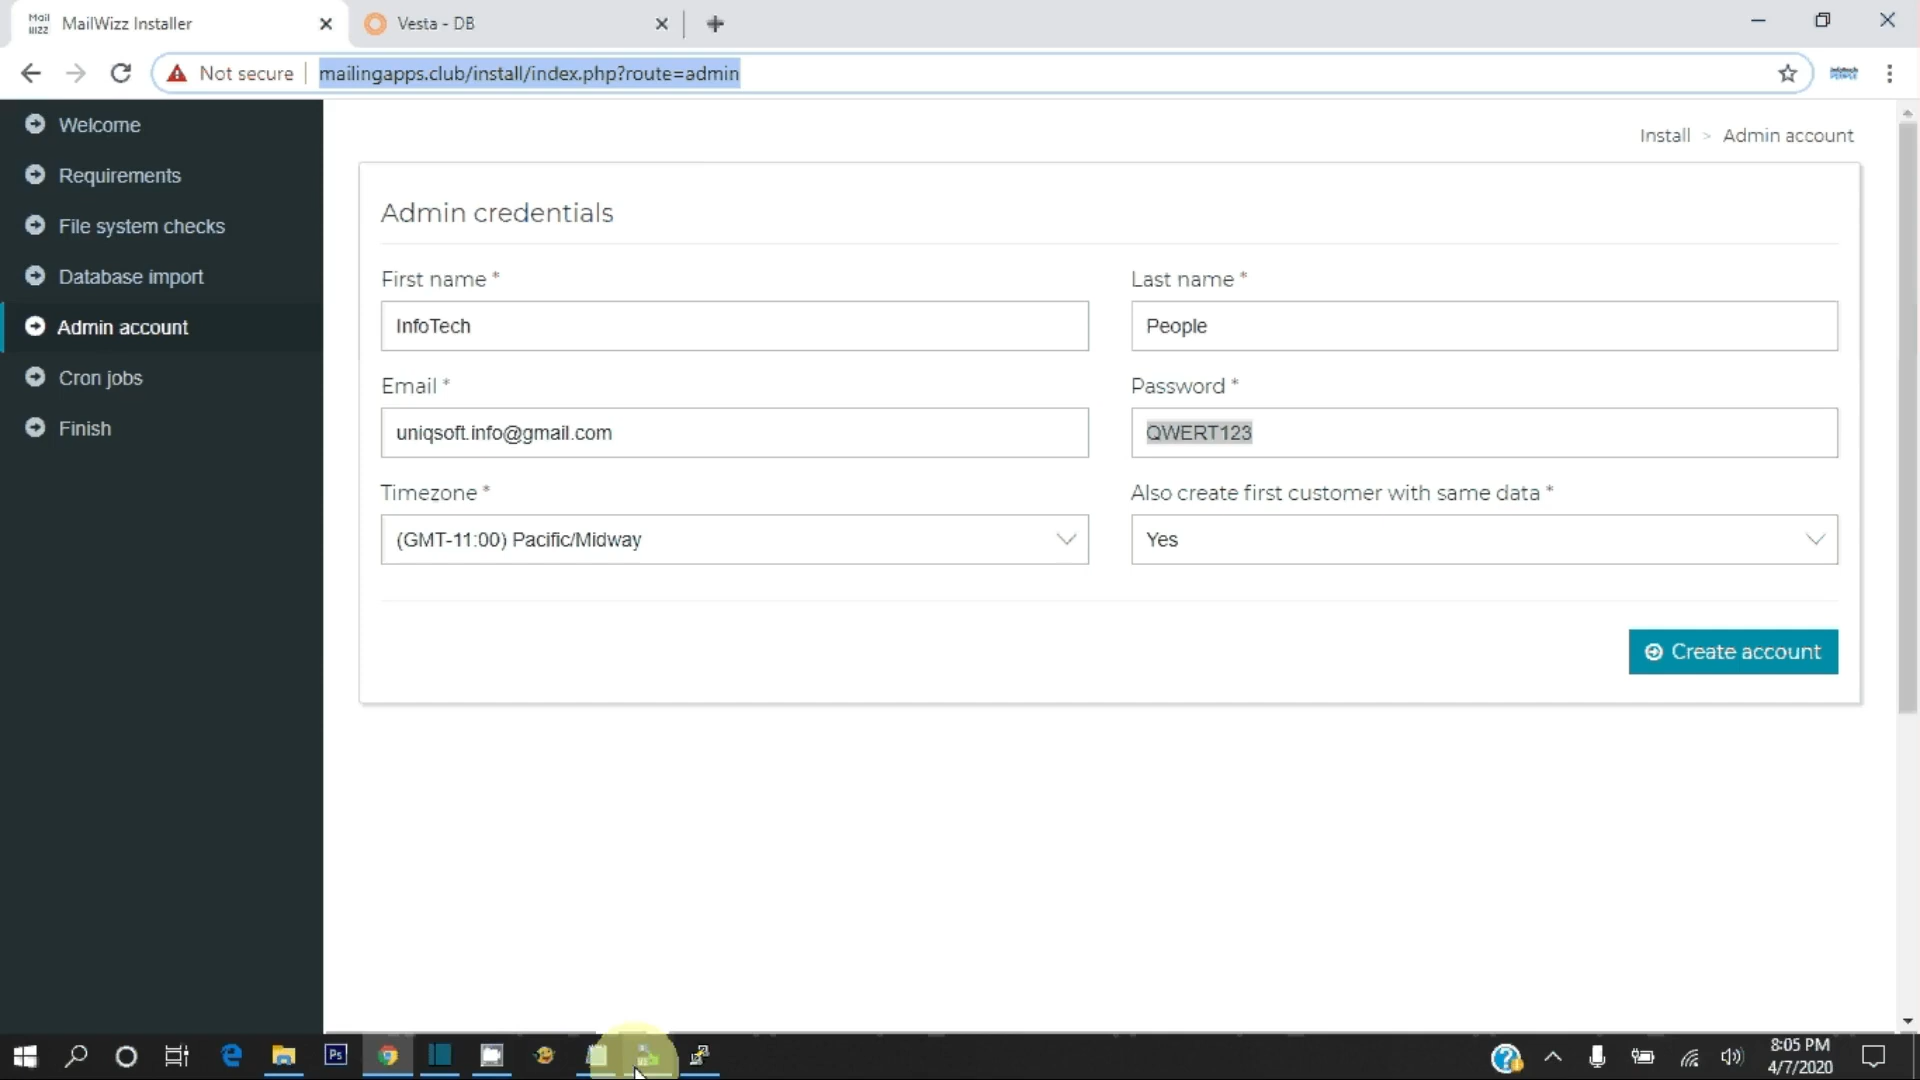 Mail
WIZZ
MailWizz Installer
Vesta - DB
Not secure
mailingapps.club/install/index.php?route=admin
Welcome
Requirements
File system checks
Database import
Admin account
Cron jobs
Finish
Install > Admin account
Admin credentials
First name *
Last name *
InfoTech
People
Email *
Password *
uniqsoft.info@gmail.com
QWERT123
Timezone *
Also create first customer with same data *
(GMT-11:00) Pacific/Midway
Yes
Create account
Ps
8:05 PM
4/7/2020